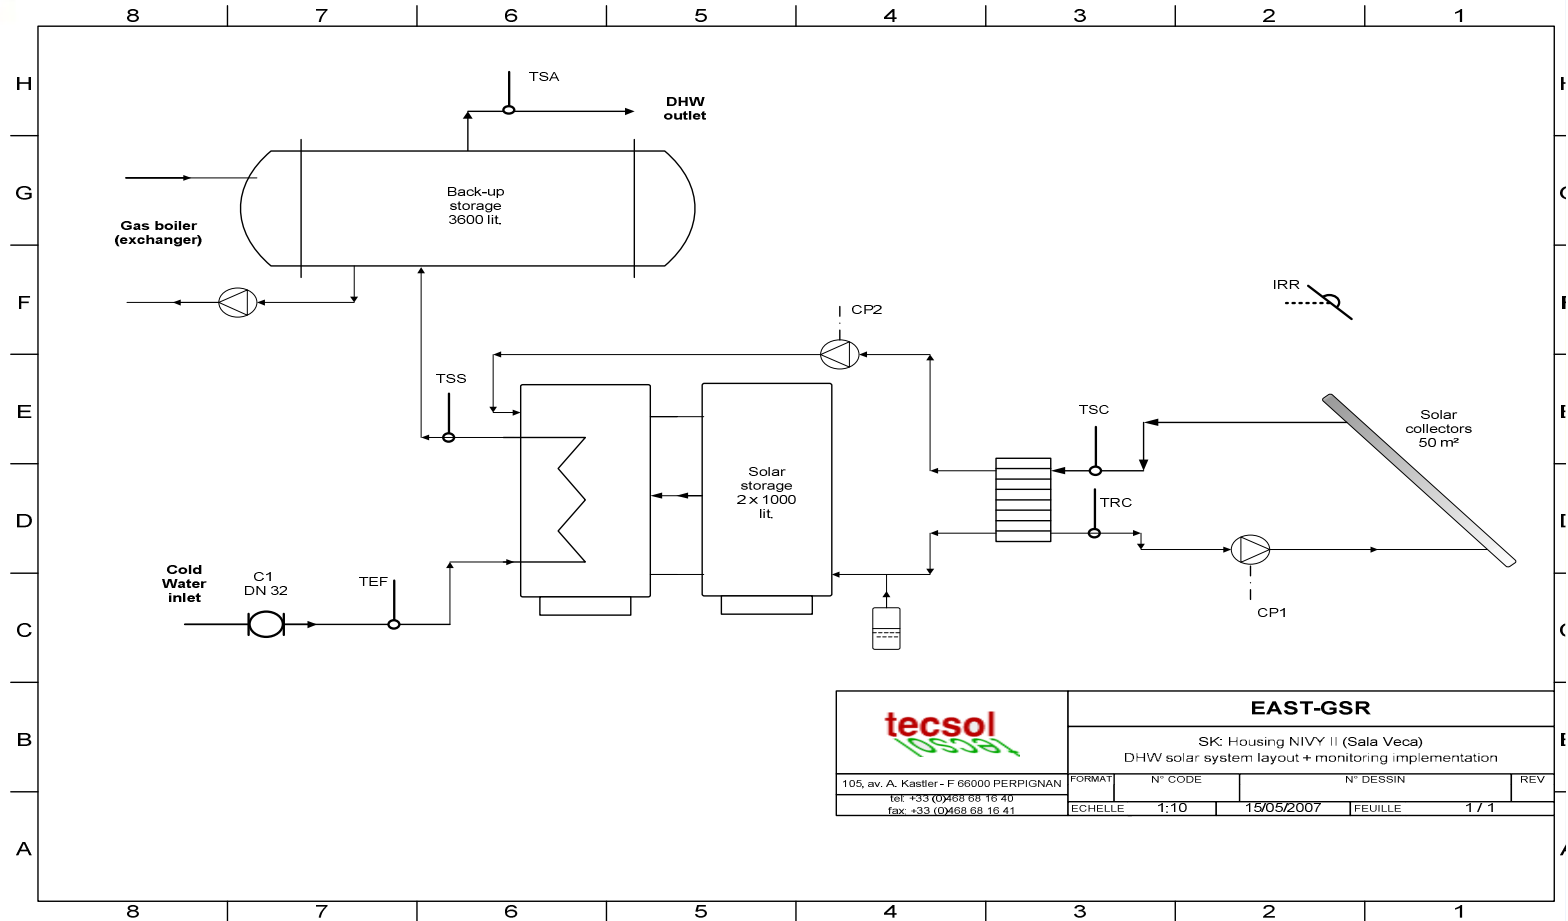 8 7 6 5 4 3 2 1
H
TSA
DHW
outlet
G
Back-up
storage
3600 lit.
Gas boiler
(exchanger)
F
IRR
CP2
TSS
E
TSC
Solar
collectors
50 m²
Solar
storage
2 x 1000
lit.
D
TRC
Cold
Water
inlet
C1
DN 32
TEF
CP1
C
tecsol
EAST-GSR
B
SK: Housing NIVY II (Sala Veca)
DHW solar system layout + monitoring implementation
105, av. A. Kastler - F 66000 PERPIGNAN
FORMAT N° CODE N° DESSIN REV
tel: +33 (0)468 68 16 40
fax: +33 (0)468 68 16 41
ECHELLE 1:10 15/05/2007 FEUILLE 1 / 1
A
8 7 6 5 4 3 2 1